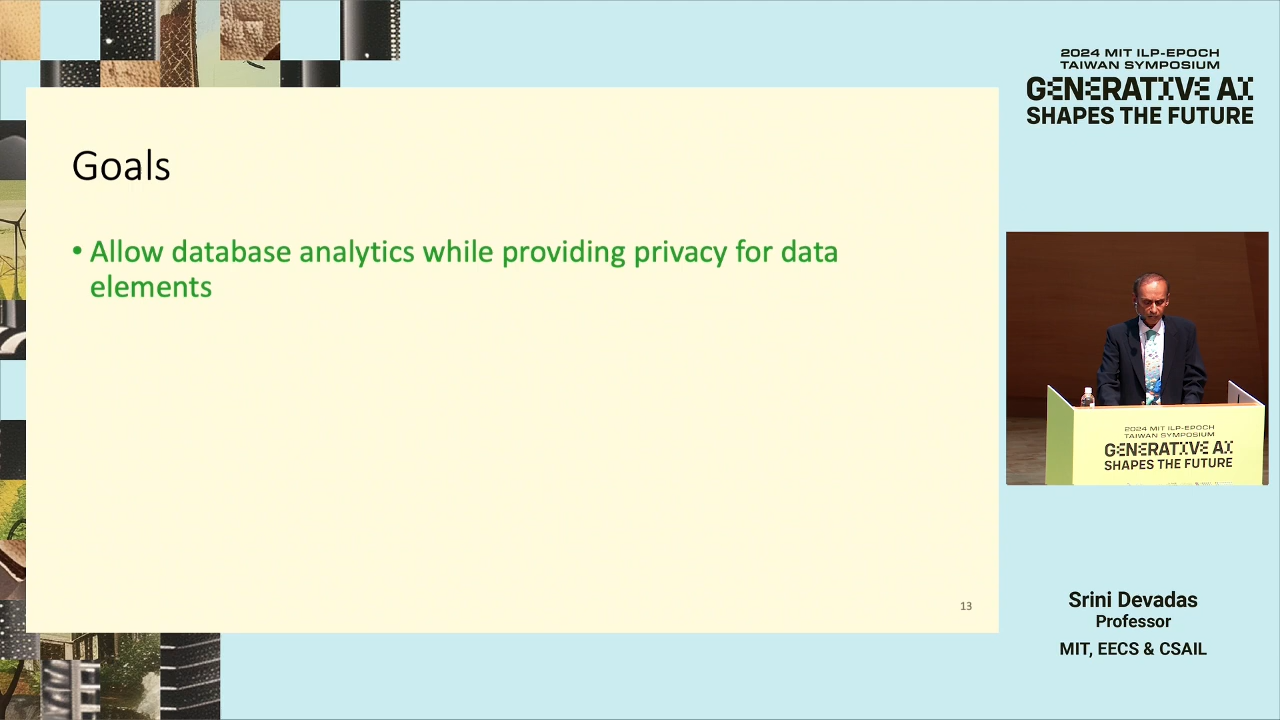 2024 MIT ILP-EPOCH
TAIWAN SYMPOSIUM
GENERATIVE AI
SHAPES THE FUTURE
Goals
• Allow database analytics while providing privacy for data
elements
13
2024 MIT ILP-EPOCH
TAIWAN SYMPOSIUM
GENERATIVE AI
SHAPES THE FUTURE
Srini Devadas
Professor
MIT, EECS & CSAIL